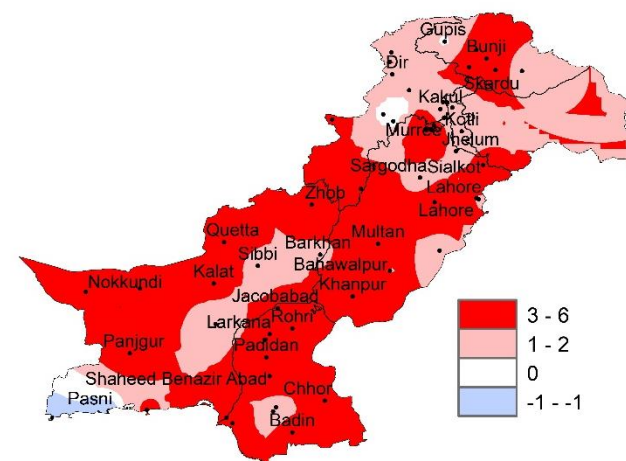 Gupis
Bunji
Dir
Skardu
Kakul
Kotli
Murree
Jhelum
Sargodha
Sialkot
Zhob
Lahore
Lahore
Quetta
Multan
Barkhan
Sibbi
Bahawalpur
Kalat
Nokkundi
Khanpur
Jacobabad
Larkana
Rohri
Panjgur
Padidan
Shaheed Benazir Abad
Chhor
Pasni
Badin
3 - 6
1 - 2
0
-1 - -1